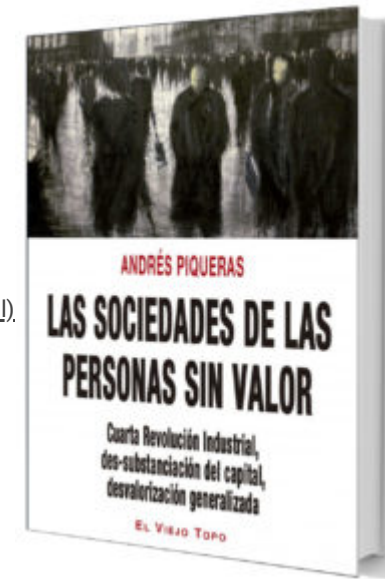 ANDRÉS PIQUERAS
LAS SOCIEDADES DE LAS
PERSONAS SIN VALOR
Cuarta Revolución Industrial,
des-substanciación del capital,
desvalorización generalizada
EL VIEJO TOPO
I)